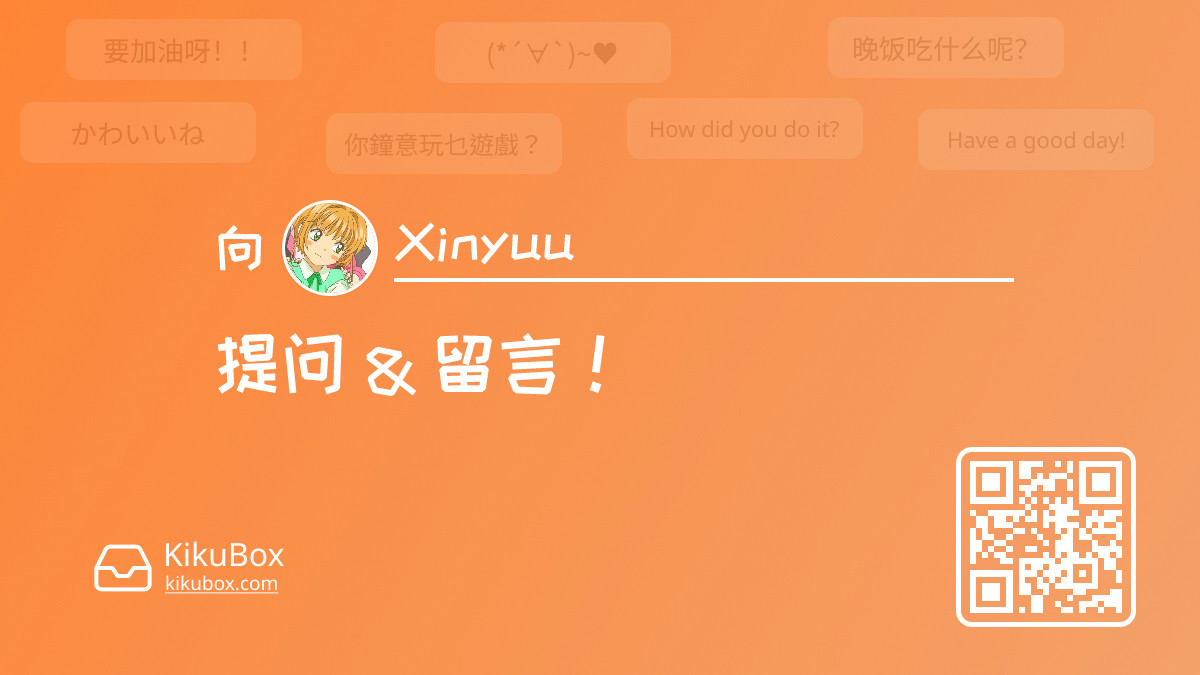 要加油呀！！
(*´∀`)~♥
晚饭吃什么呢？
かわいいね
你鐘意玩乜遊戲？
How did you do it?
Have a good day!
向 Xinyuu
提问 & 留言！
KikuBox
kikubox.com